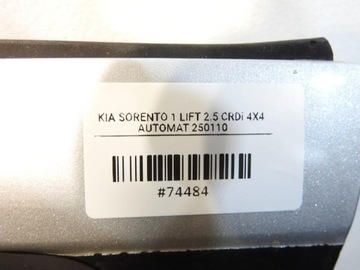 KIA SORENTO 1 LIFT 2.5 CRDi 4X4
AUTOMAT 250110
#74484